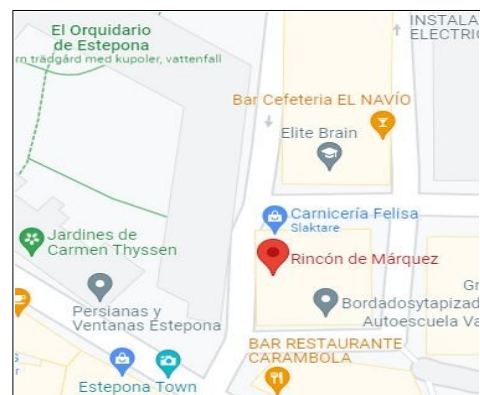 INSTALA
ELECTRIC
El Orquidario
de Estepona
rn trädgård med kupoler, vattenfall
Bar Cefeteria EL NAVÍO
Elite Brain
Carnicería Felisa
Slaktare
Jardines de
Carmen Thyssen
Rincón de Márquez
Gr
Persianas y
Ventanas Estepona
Bordadosytapizad
Autoescuela Va
BAR RESTAURANTE
CARAMBOLA
s
r
Estepona Town